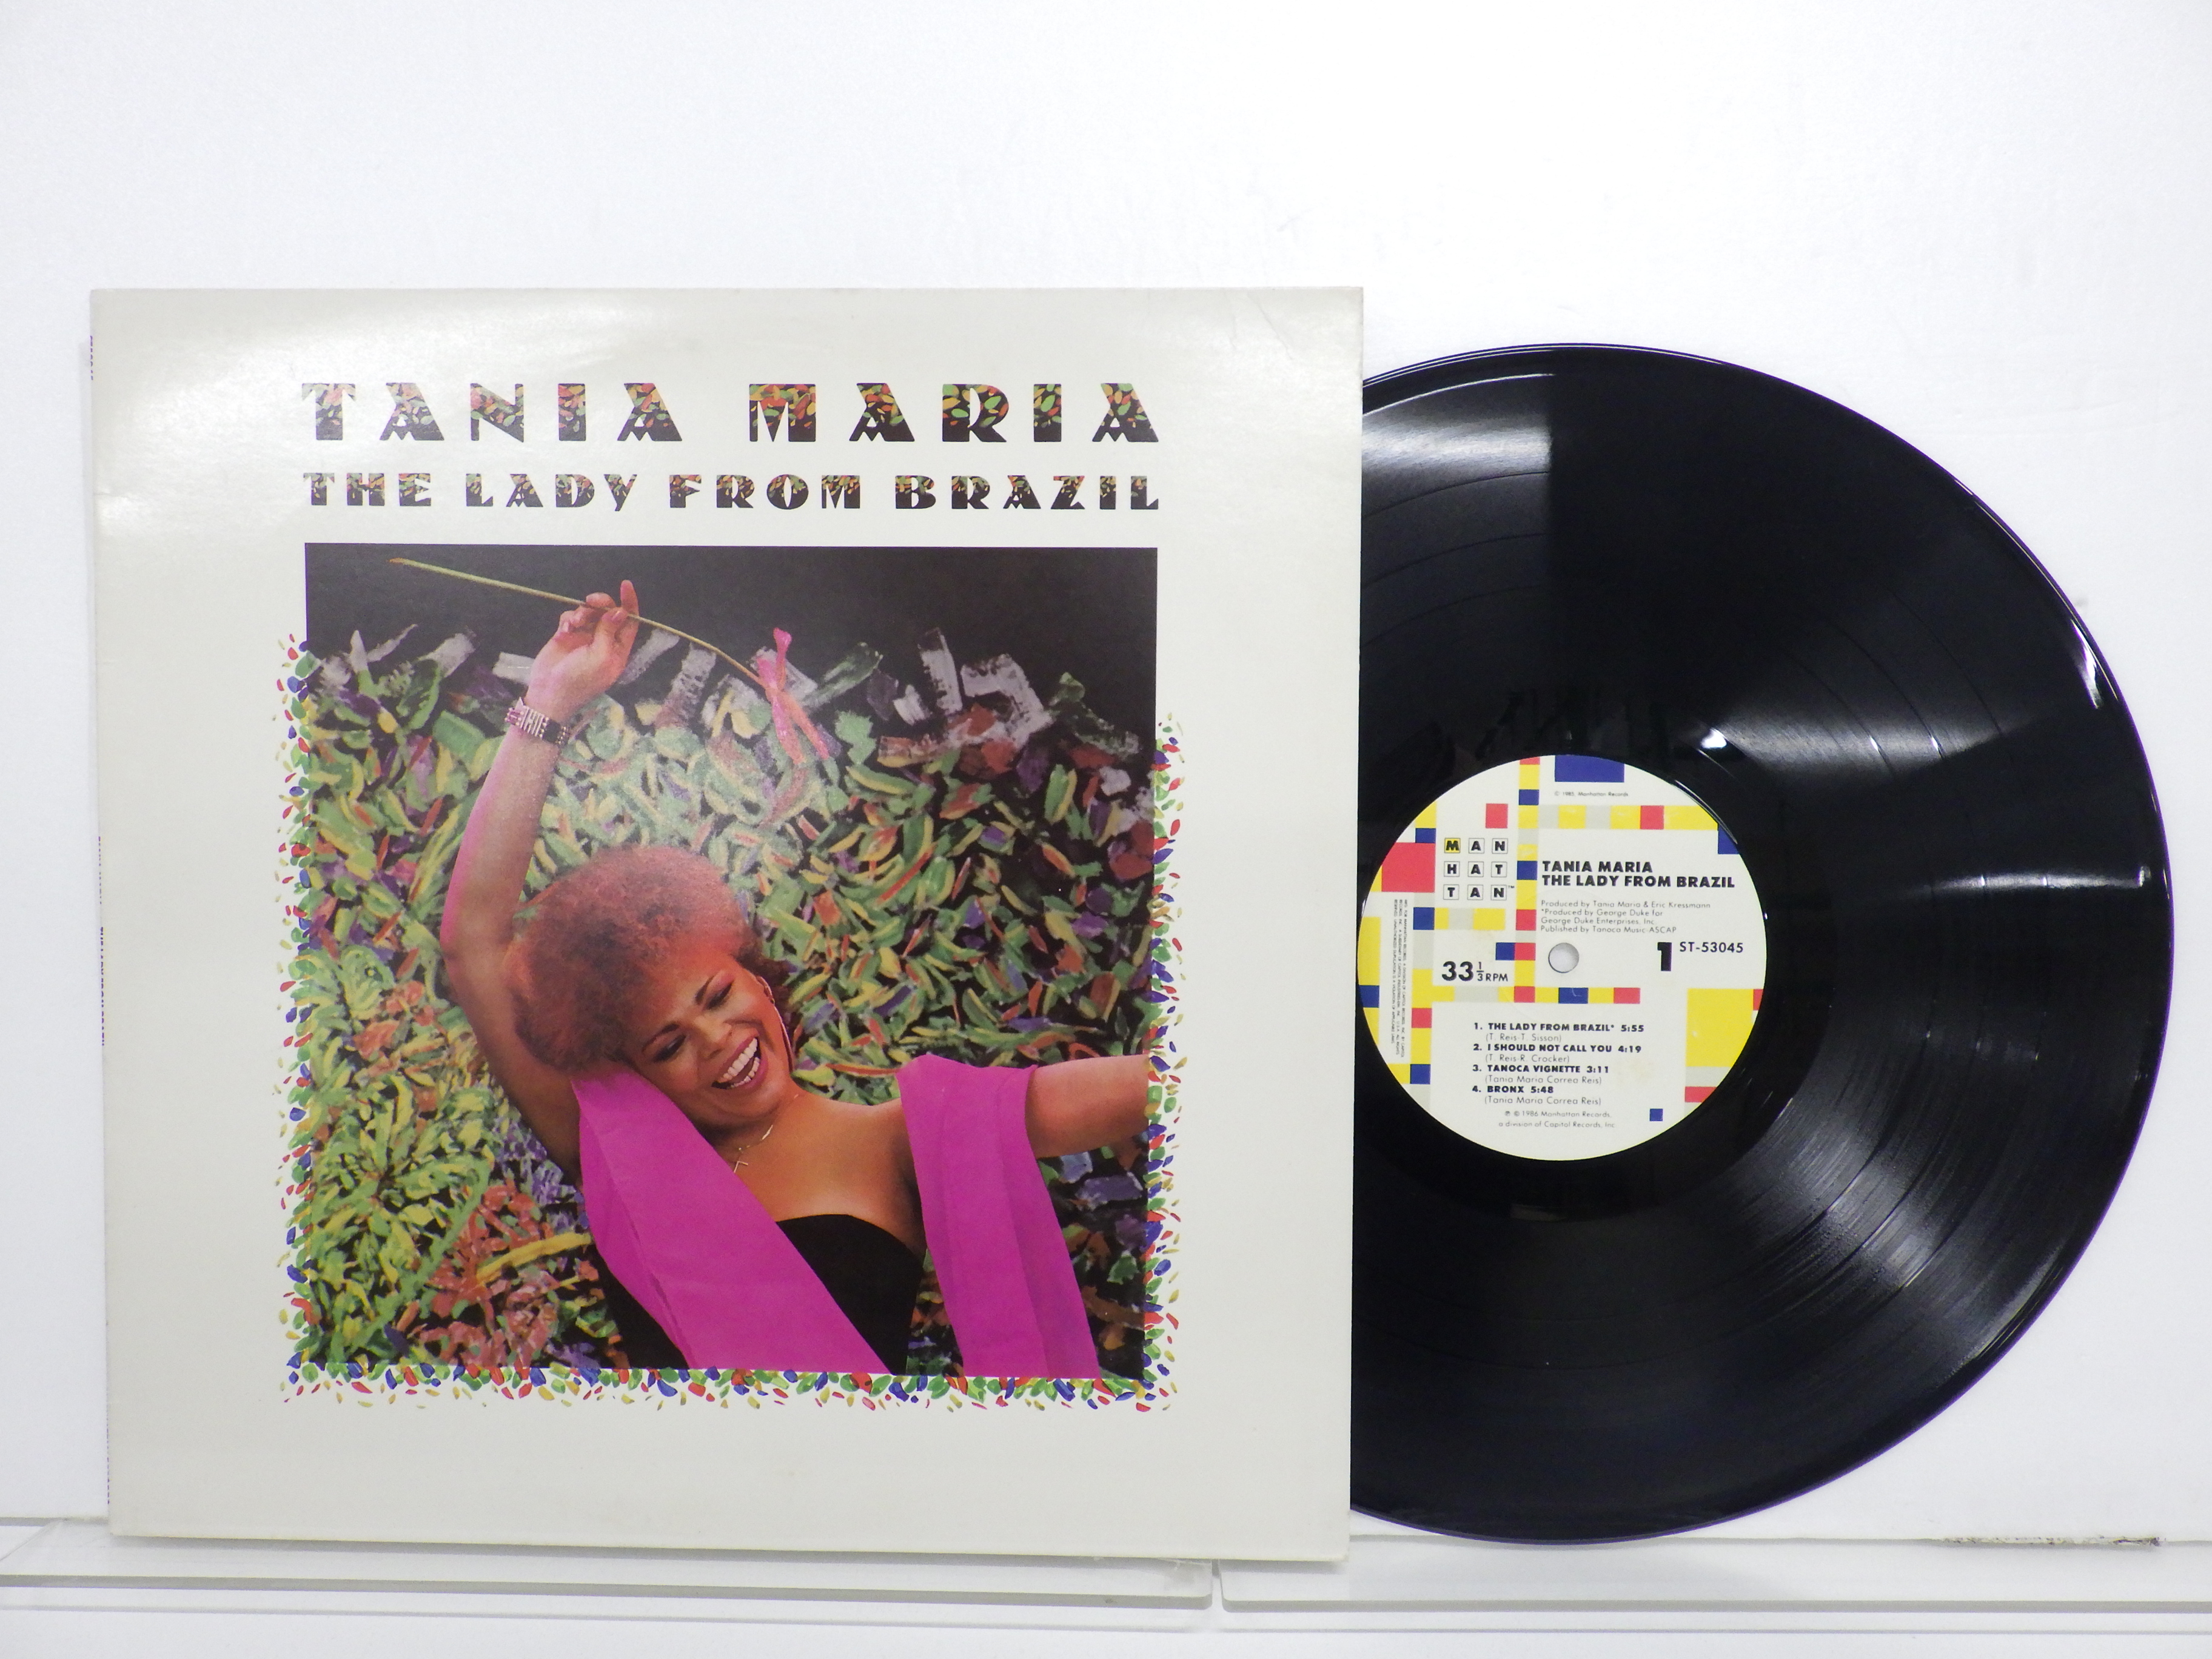 TANIA MARIA
THE LADY FROM BRAZIL
© 1985, Manhattan Records
MAN
HAT
TAN™
TANIA MARIA
THE LADY FROM BRAZIL
Produced by Tania Maria & Eric Kressmann
*Produced by George Duke for
George Duke Enterprises, Inc.
Published by Tanoca Music-ASCAP
1 ST-53045
33 1/3 RPM
1. THE LADY FROM BRAZIL* 5:55
(T. Reis-T. Sisson)
2. I SHOULD NOT CALL YOU 4:19
(T. Reis-R. Crocker)
3. TANOCA VIGNETTE 3:11
(Tania Maria Correa Reis)
4. BRONX 5:48
(Tania Maria Correa Reis)
℗ © 1986 Manhattan Records,
a division of Capitol Records, Inc.